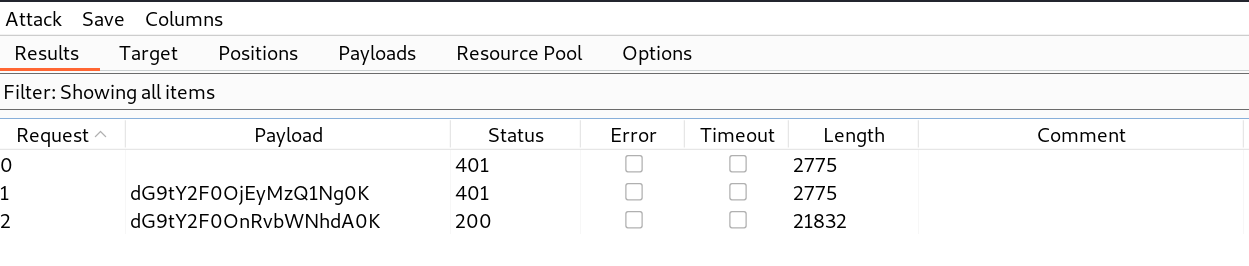 Attack Save Columns
Results Target Positions Payloads Resource Pool Options
Filter: Showing all items
Request Payload Status Error Timeout Length Comment
0 401 2775
1 dG9tY2F0OjEyMzQ1Ng0K 401 2775
2 dG9tY2F0OnRvbWNhdA0K 200 21832